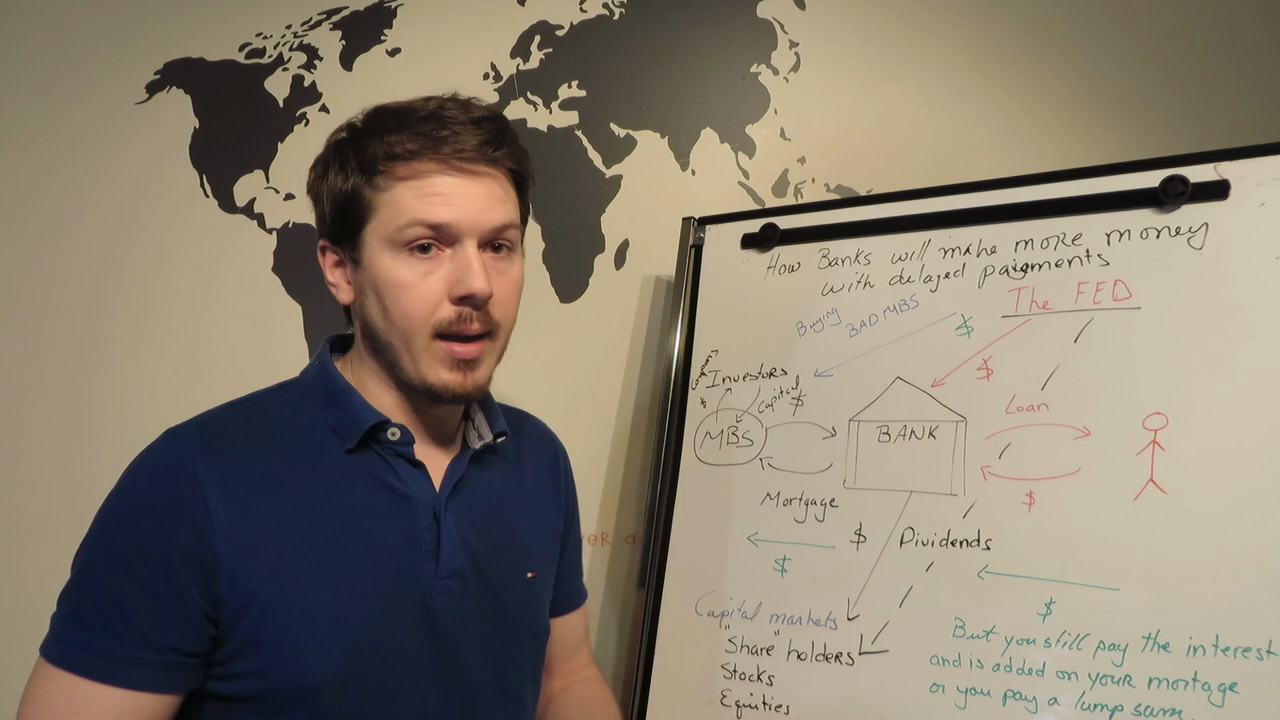 How Banks will make more money
with delayed payments
The FED
Buying BAD MBS
$
$
Investors
$
Capital $
MBS
BANK
Loan
$
Mortgage
$
Dividends
$
$
Capital markets
"Share" holders
Stocks
Equities
But you still pay the interest
and is added on your mortage
or you pay a lump sum